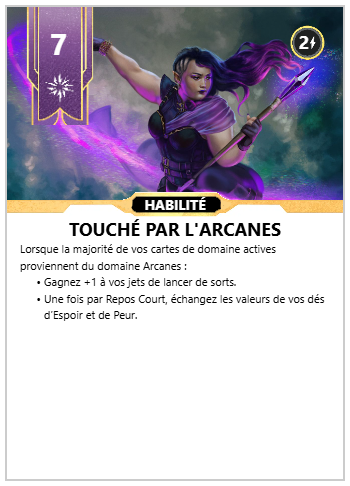 7
2
HABILITÉ
TOUCHÉ PAR L'ARCANES
Lorsque la majorité de vos cartes de domaine actives
proviennent du domaine Arcanes :
• Gagnez +1 à vos jets de lancer de sorts.
• Une fois par Repos Court, échangez les valeurs de vos dés
d'Espoir et de Peur.